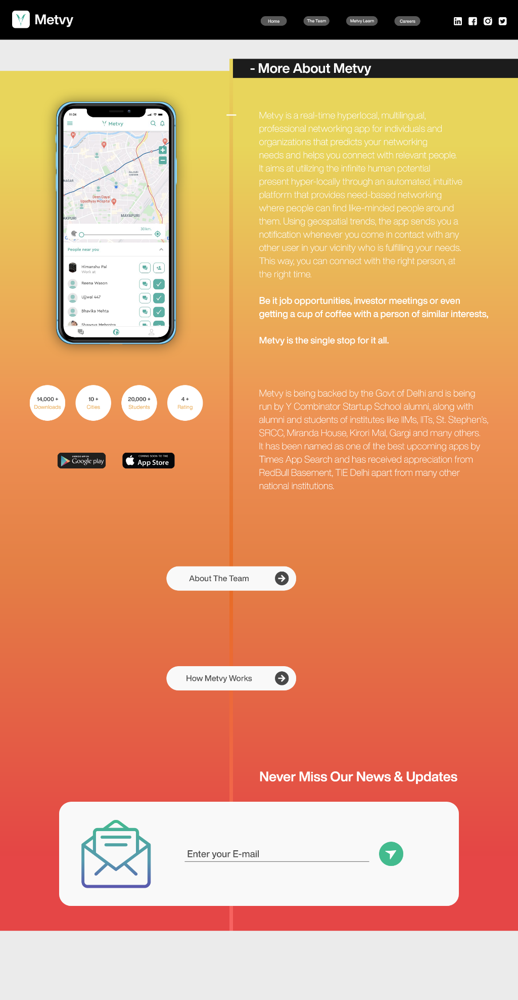 Metvy
Home
The Team
Metvy Learn
Careers
- More About Metvy
11:04
Metvy
NAGAR
RAJOURI
GARDEN
Deen Dayal
Upadhyay Hospital
MAYAPURI
AKPURI
30 km.
People near you
Himanshu Pal
Work at
Reena Wason
Ujjwal 447
Bhavika Mehta
Shawrya Mehrotra
Metvy is a real-time hyperlocal, multilingual,
professional networking app for individuals and
organizations that predicts your networking
needs and helps you connect with relevant people.
It aims at utilizing the infinite human potential
present hyper-locally through an automated, intuitive
platform that provides need-based networking
where people can find like-minded people around
them. Using geospatial trends, the app sends you a
notification whenever you come in contact with any
other user in your vicinity who is fulfilling your needs.
This way, you can connect with the right person, at
the right time.
Be it job opportunities, investor meetings or even
getting a cup of coffee with a person of similar interests,
Metvy is the single stop for it all.
14,000 +
Downloads
10 +
Cities
20,000 +
Students
4 +
Rating
ANDROID APP ON
Google play
COMING SOON TO THE
App Store
Metvy is being backed by the Govt of Delhi and is being
run by Y Combinator Startup School alumni, along with
alumni and students of institutes like IIMs, IITs, St. Stephen's,
SRCC, Miranda House, Kirori Mal, Gargi and many others.
It has been named as one of the best upcoming apps by
Times App Search and has received appreciation from
RedBull Basement, TIE Delhi apart from many other
national institutions.
About The Team
How Metvy Works
Never Miss Our News & Updates
Enter your E-mail